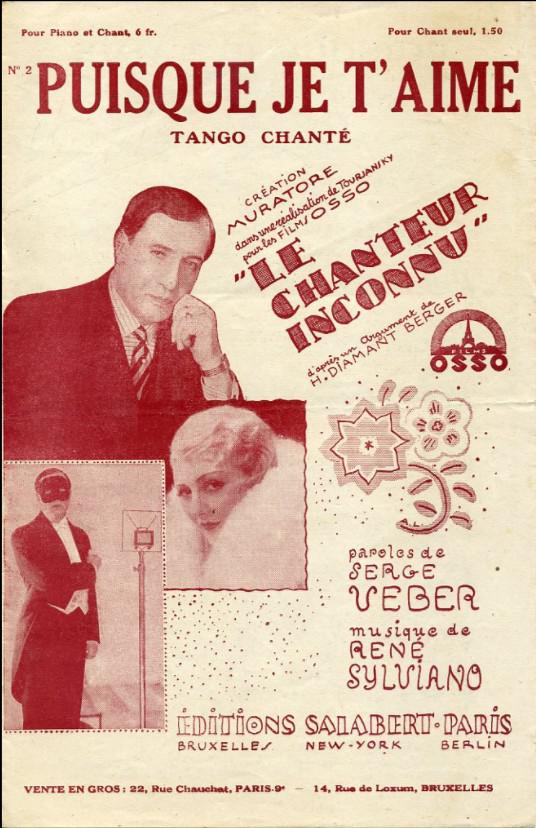 Pour Piano et Chant, 6 fr.
Pour Chant seul, 1.50
N° 2
PUISQUE JE T'AIME
TANGO CHANTÉ
CRÉATION
MURATORE
dans une réalisation de TOURJANSKY
pour les FILMS OSSO
"LE
CHANTEUR
INCONNU"
d'après un argument de
H. DIAMANT BERGER
FILMS
OSSO
paroles de
SERGE
VEBER
musique de
RENÉ
SYLVIANO
ÉDITIONS SALABERT·PARIS
BRUXELLES. NEW-YORK BERLIN
VENTE EN GROS : 22, Rue Chauchat, PARIS-9e – 14, Rue de Loxum, BRUXELLES